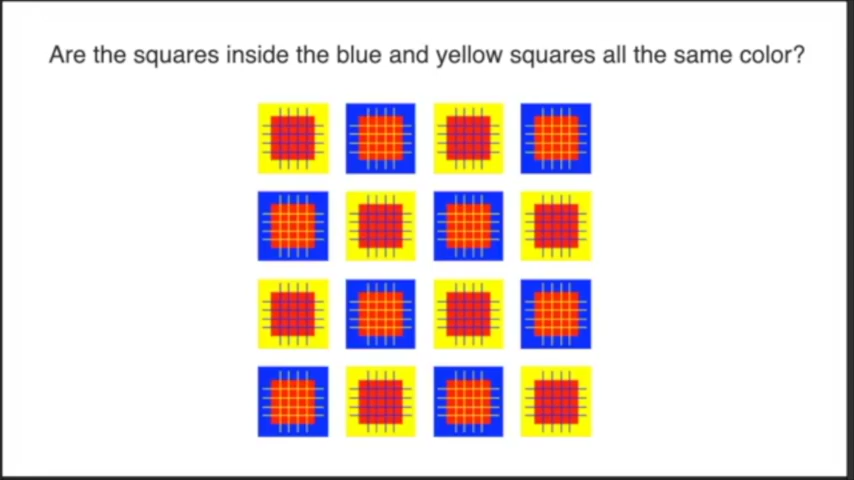 Are the squares inside the blue and yellow squares all the same color?